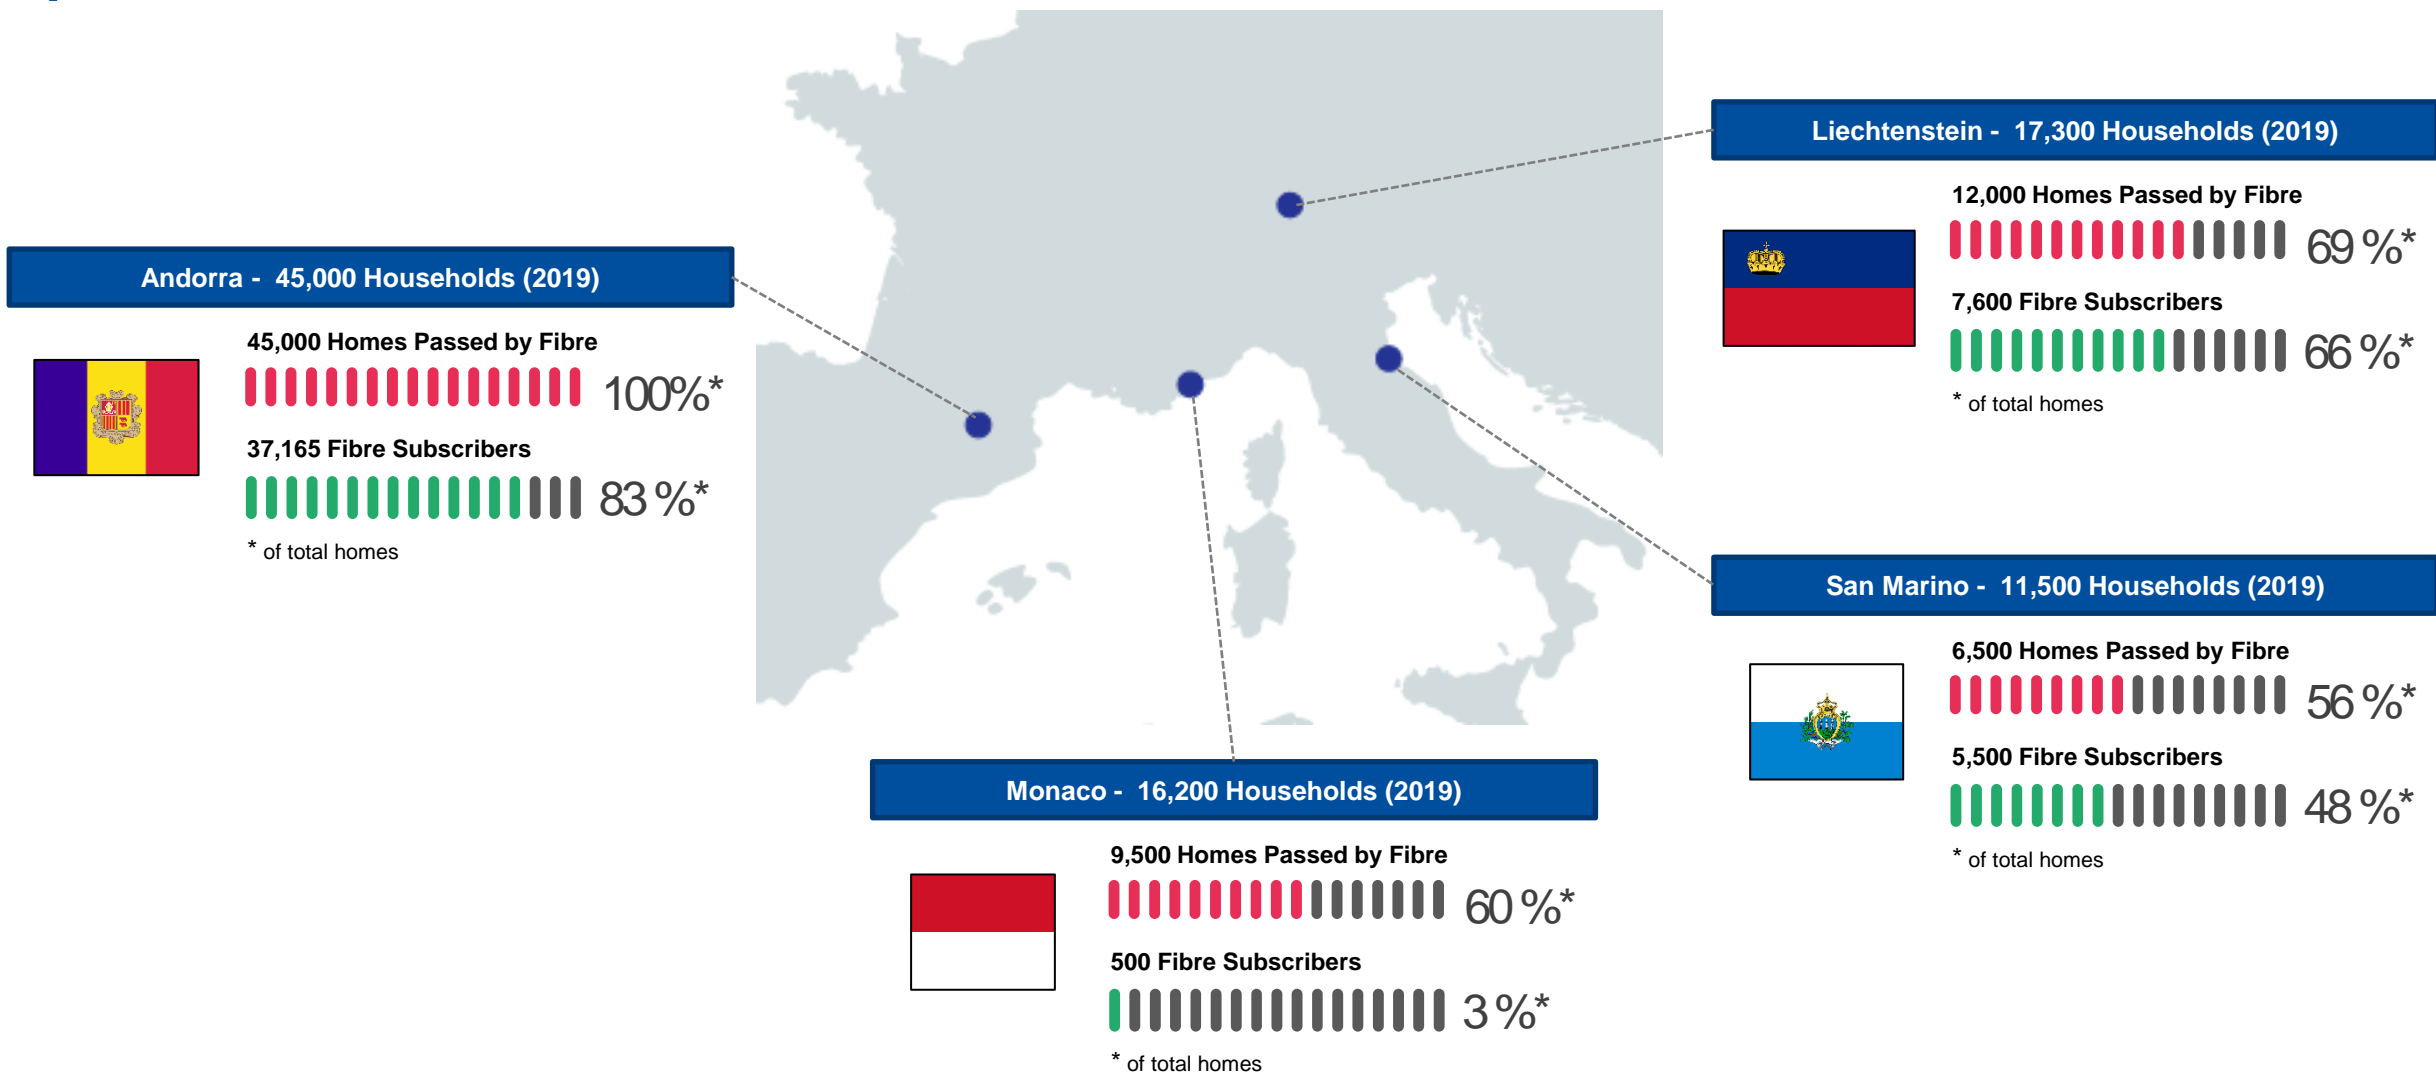 Liechtenstein - 17,300 Households (2019)
12,000 Homes Passed by Fibre
69 %*
7,600 Fibre Subscribers
66 %*
* of total homes
Andorra - 45,000 Households (2019)
45,000 Homes Passed by Fibre
100%*
37,165 Fibre Subscribers
83 %*
* of total homes
San Marino - 11,500 Households (2019)
6,500 Homes Passed by Fibre
56 %*
5,500 Fibre Subscribers
48 %*
* of total homes
Monaco - 16,200 Households (2019)
9,500 Homes Passed by Fibre
60 %*
500 Fibre Subscribers
3 %*
* of total homes